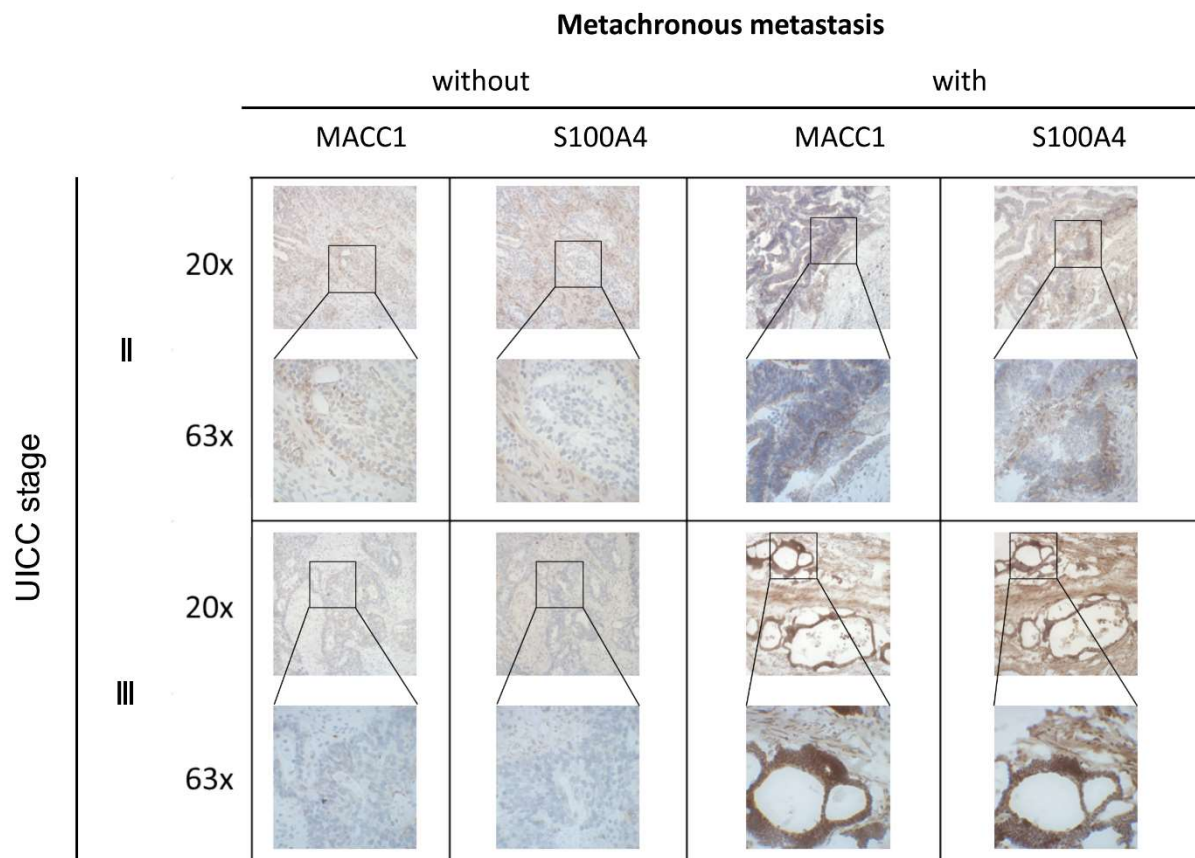 Metachronous metastasis
without with
MACC1 S100A4 MACC1 S100A4
UICC stage
II
20x
63x
III
20x
63x